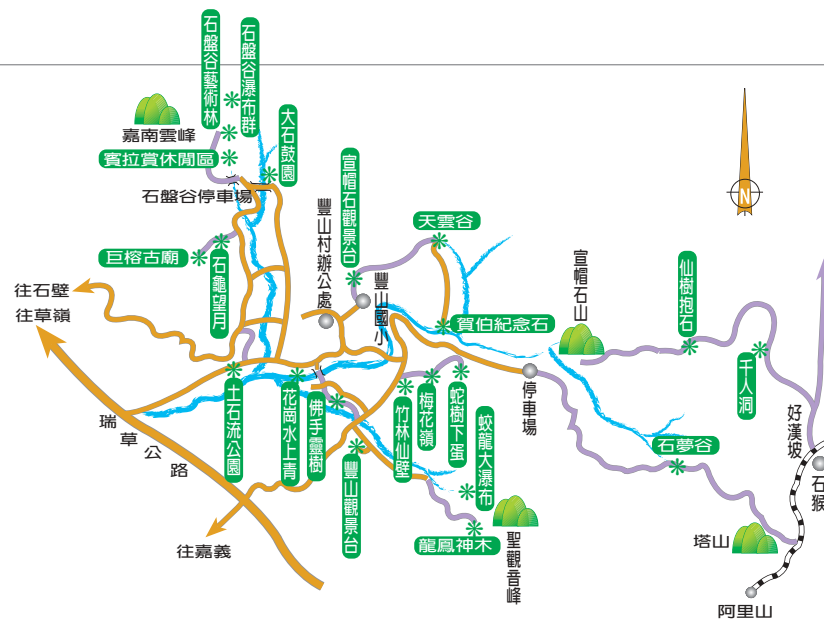 石盤谷藝術林
石盤谷瀑布群
大石鼓園
嘉南雲峰
賓拉賞休閒區
石盤谷停車場
宣帽石觀景台
豐山村辦公處
豐山國小
天雲谷
巨榕古廟
石龜望月
往石壁
往草嶺
賀伯紀念石
宣帽石山
仙樹抱石
千人洞
好漢坡
石猴
停車場
土石流公園
花崗水上青
佛手靈樹
豐山觀景台
竹林仙壁
梅花嶺
蛇樹下蛋
蛟龍大瀑布
石夢谷
瑞草公路
往嘉義
龍鳳神木
聖觀音峰
塔山
阿里山
N